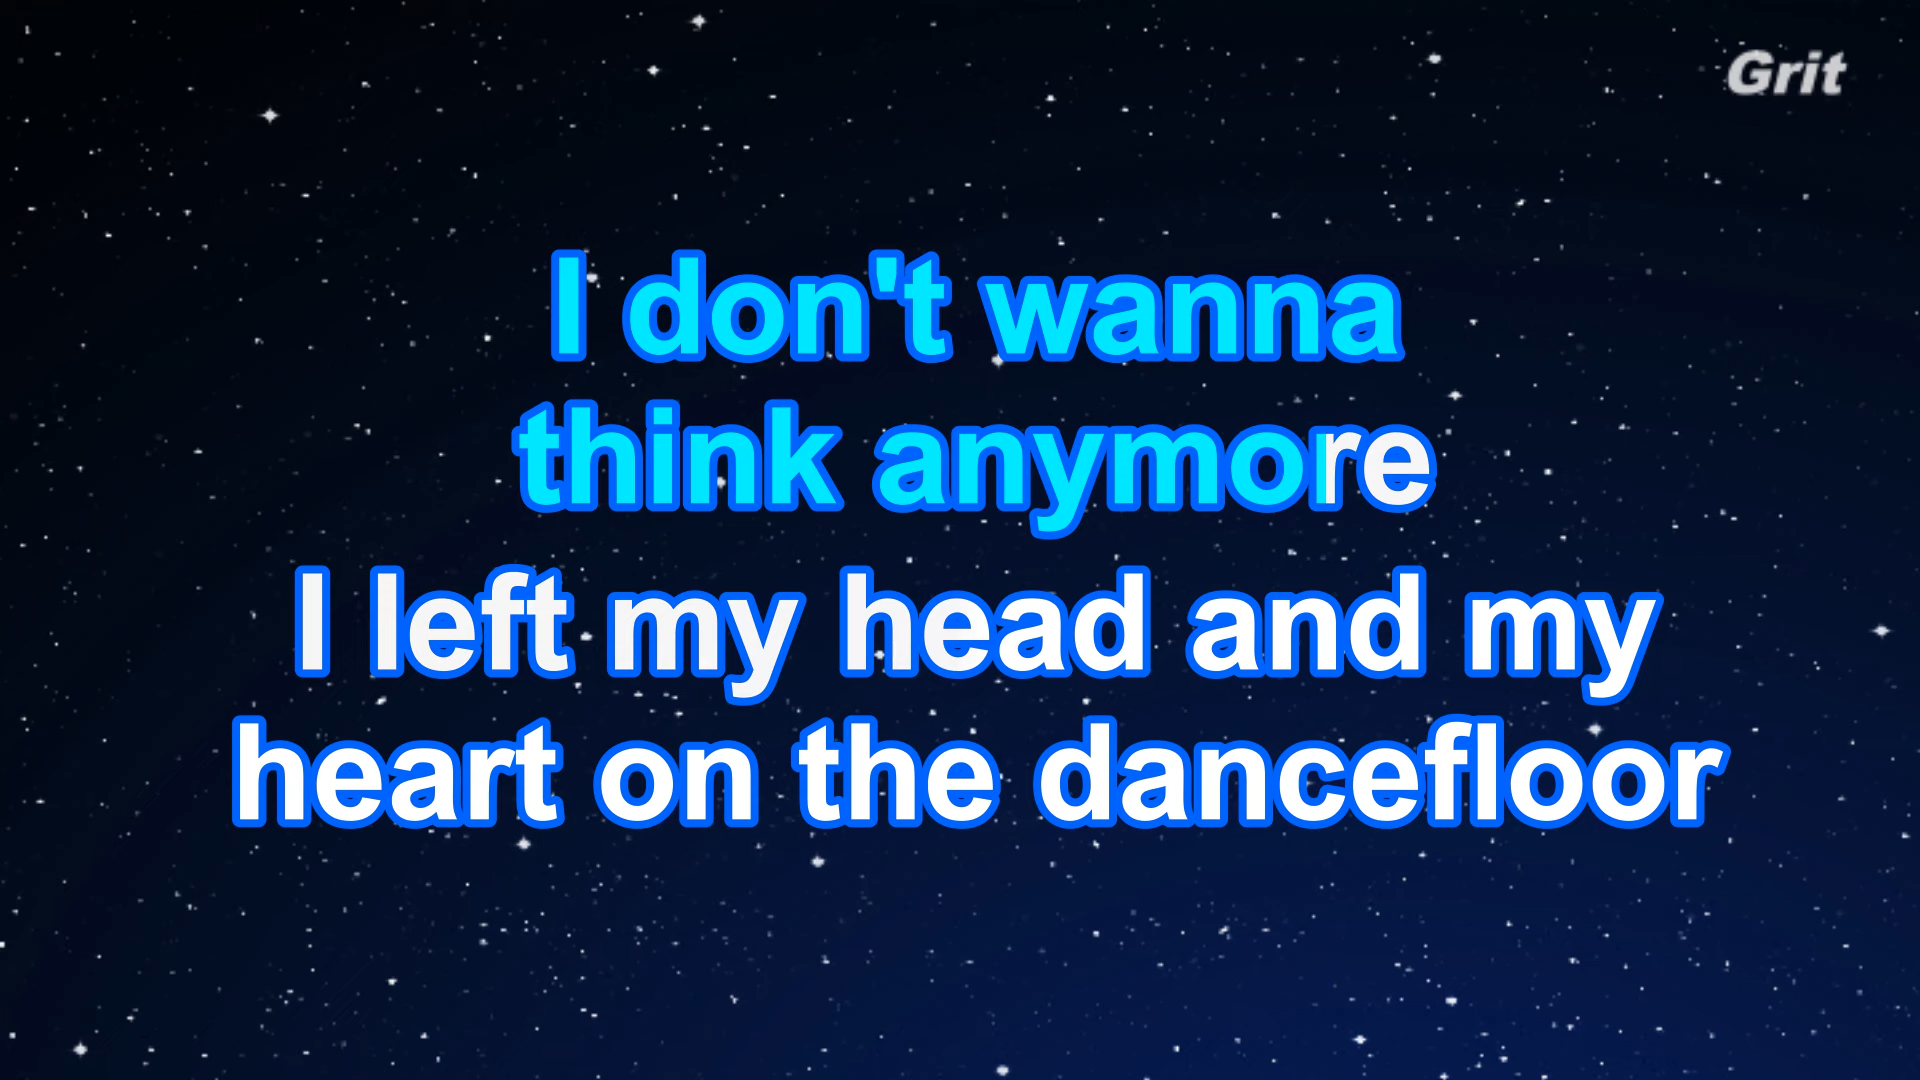 Grit
I don't wanna
think anymore
I left my head and my
heart on the dancefloor